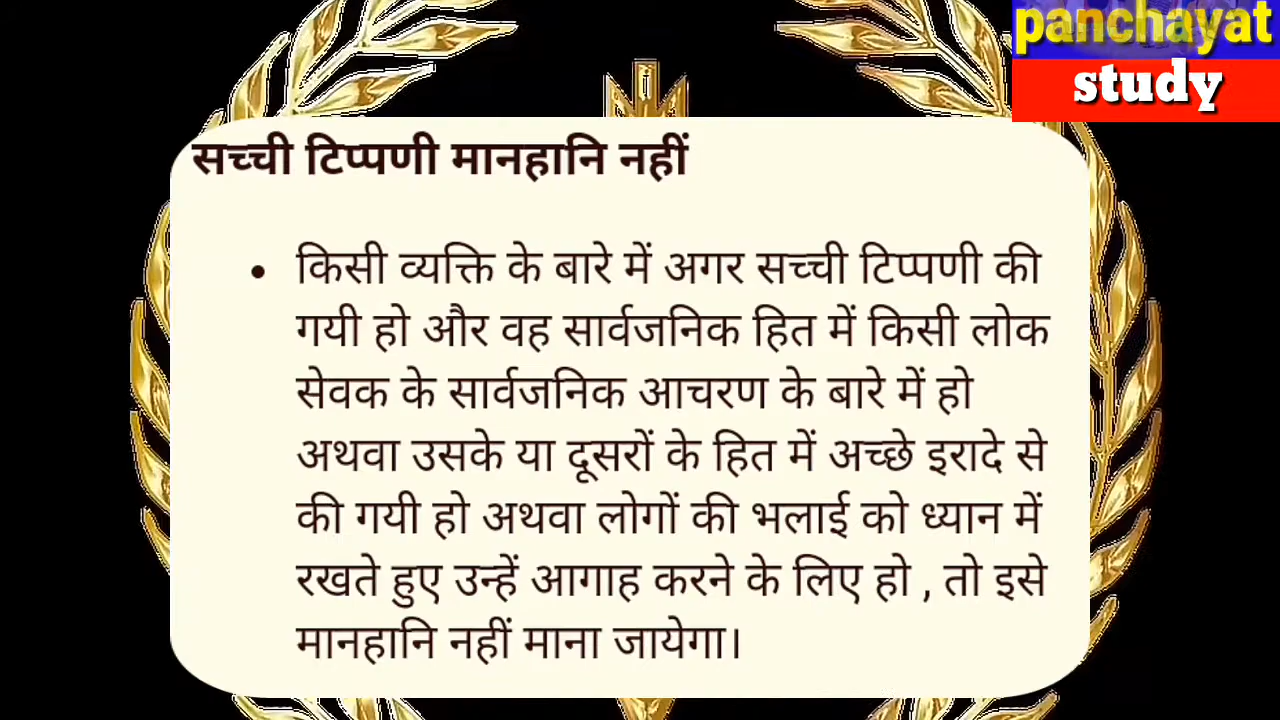 panchayat
study
सच्ची टिप्पणी मानहानि नहीं
• किसी व्यक्ति के बारे में अगर सच्ची टिप्पणी की
गयी हो और वह सार्वजनिक हित में किसी लोक
सेवक के सार्वजनिक आचरण के बारे में हो
अथवा उसके या दूसरों के हित में अच्छे इरादे से
की गयी हो अथवा लोगों की भलाई को ध्यान में
रखते हुए उन्हें आगाह करने के लिए हो , तो इसे
मानहानि नहीं माना जायेगा।